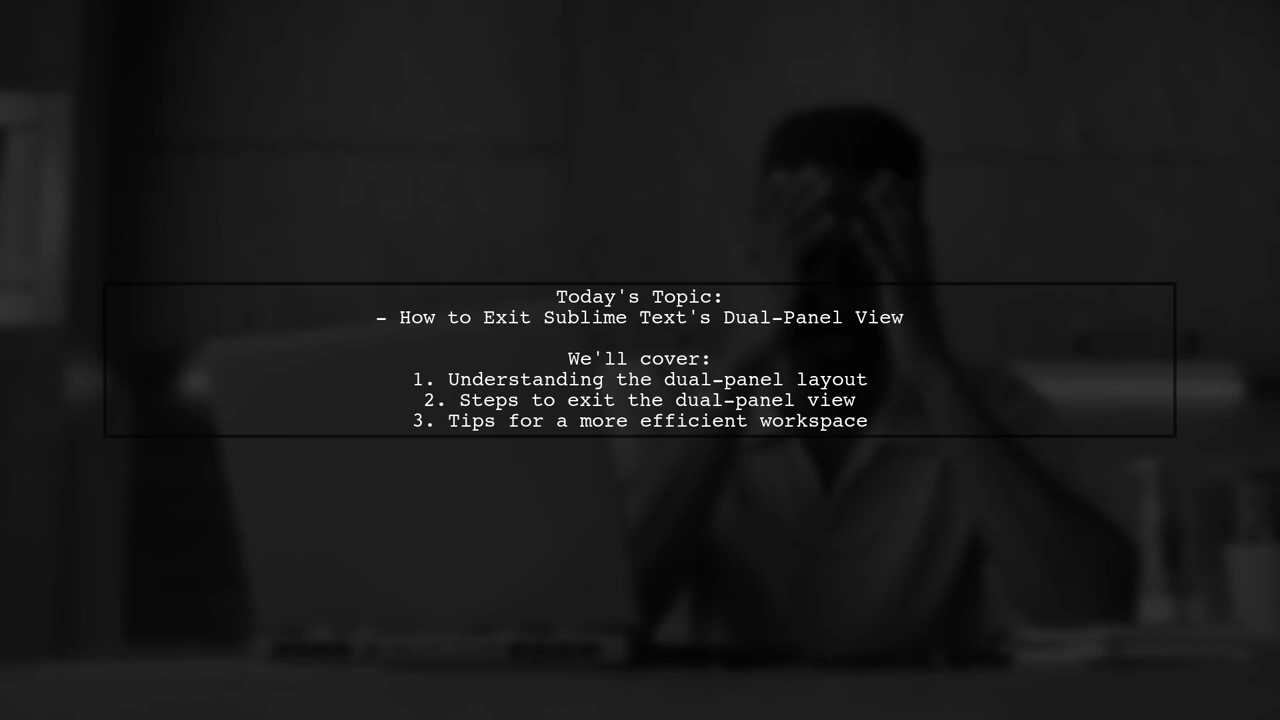 Today's Topic:
- How to Exit Sublime Text's Dual-Panel View
We'll cover:
1. Understanding the dual-panel layout
2. Steps to exit the dual-panel view
3. Tips for a more efficient workspace